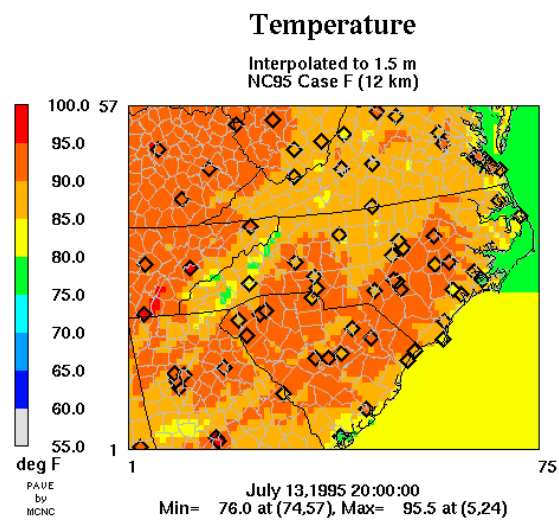 Temperature
Interpolated to 1.5 m
NC95 Case F (12 km)
100.0
95.0
90.0
85.0
80.0
75.0
70.0
65.0
60.0
55.0
deg F
57
1
1
75
PAVE
by
MCNC
July 13,1995 20:00:00
Min= 76.0 at (74,57), Max= 95.5 at (5,24)